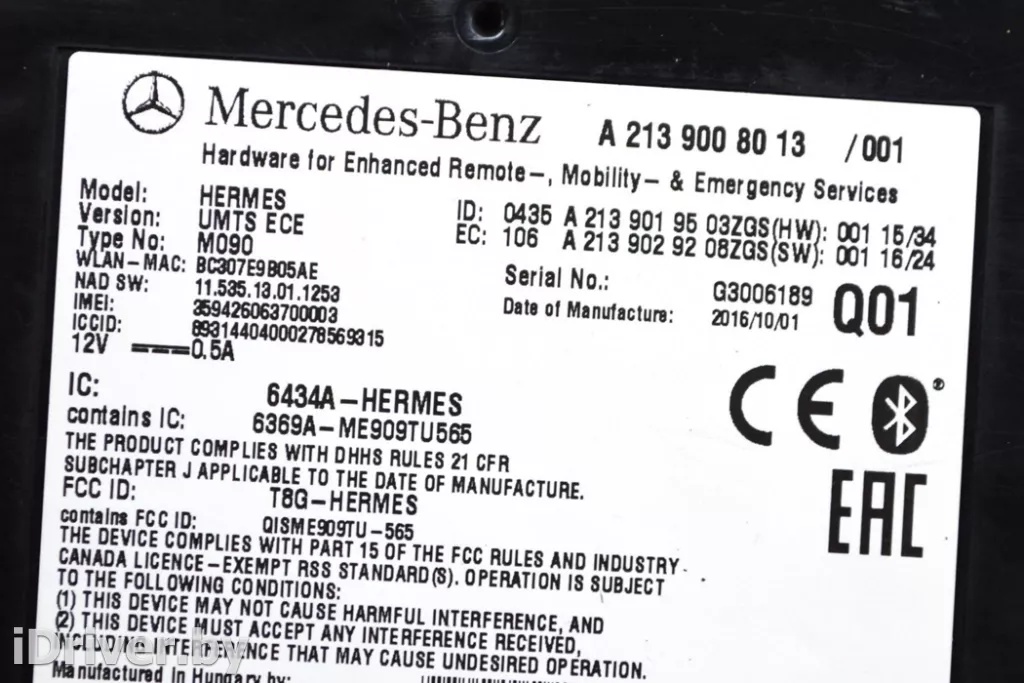 Mercedes-Benz A 213 900 80 13 /001
Hardware for Enhanced Remote-, Mobility- & Emergency Services
Model: HERMES
Version: UMTS ECE
Type No: M090
WLAN-MAC: BC307E9B05AE
NAD SW: 11.535.13.01.1253
IMEI: 359426063700003
ICCID: 89314404000278569315
12V 0.5A
ID: 0435 A 213 901 95 03ZGS(HW): 001 15/34
EC: 106 A 213 902 92 08ZGS(SW): 001 16/24
Serial No.: G3006189
Date of Manufacture: 2016/10/01
Q01
IC: 6434A-HERMES
contains IC: 6369A-ME909TU565
THE PRODUCT COMPLIES WITH DHHS RULES 21 CFR
SUBCHAPTER J APPLICABLE TO THE DATE OF MANUFACTURE.
FCC ID: T8G-HERMES
contains FCC ID: QISME909TU-565
THE DEVICE COMPLIES WITH PART 15 OF THE FCC RULES AND INDUSTRY
CANADA LICENCE-EXEMPT RSS STANDARD(S). OPERATION IS SUBJECT
TO THE FOLLOWING CONDITIONS:
(1) THIS DEVICE MAY NOT CAUSE HARMFUL INTERFERENCE, AND
(2) THIS DEVICE MUST ACCEPT ANY INTERFERENCE RECEIVED,
INCLUDING INTERFERENCE THAT MAY CAUSE UNDESIRED OPERATION.
Manufactured In Hungary by:
CE
EAC
iDriver.by